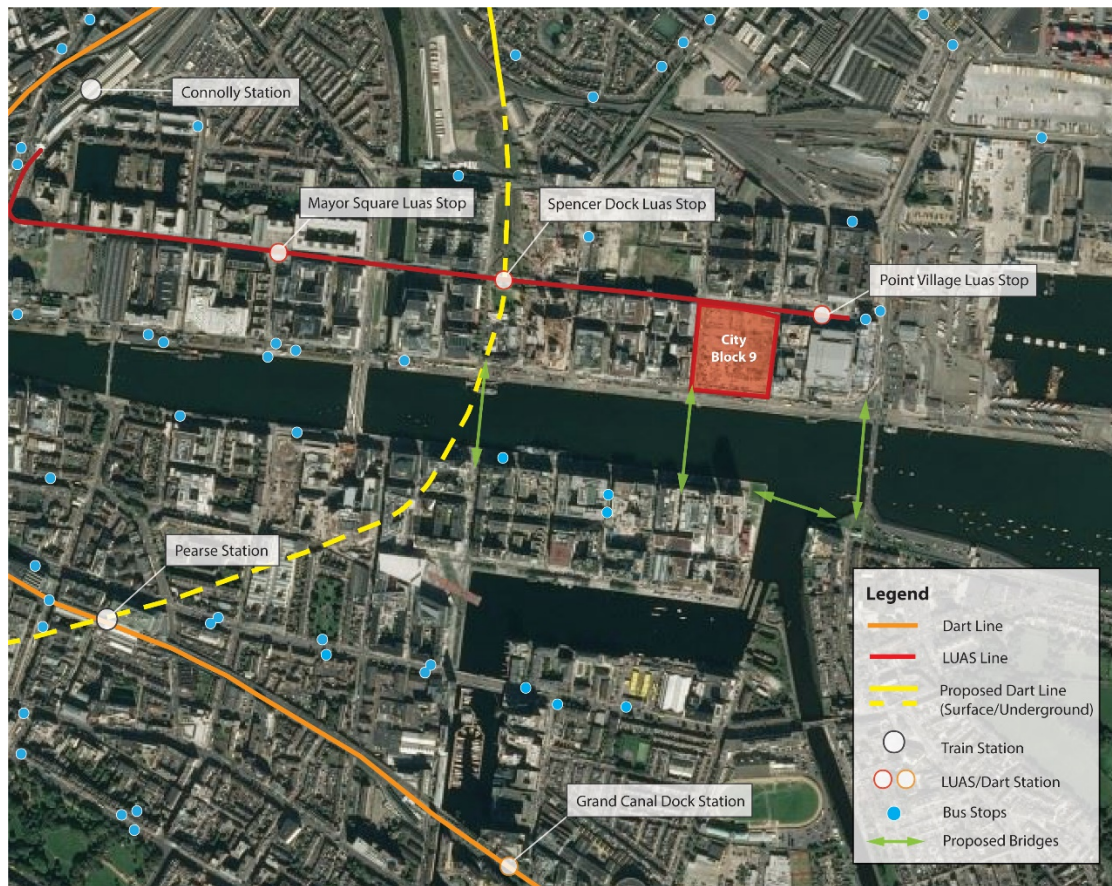 Connolly Station
Mayor Square Luas Stop
Spencer Dock Luas Stop
Point Village Luas Stop
City
Block 9
Pearse Station
Grand Canal Dock Station
Legend
Dart Line
LUAS Line
Proposed Dart Line
(Surface/Underground)
Train Station
LUAS/Dart Station
Bus Stops
Proposed Bridges